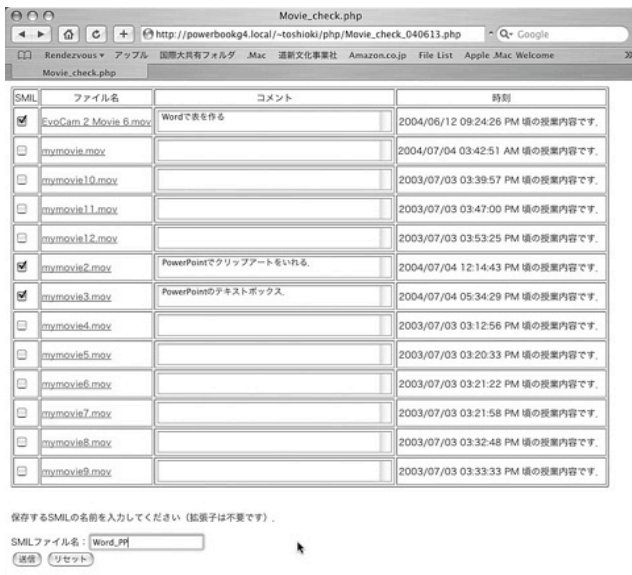 Movie_check.php
http://powerbookg4.local/~toshioki/php/Movie_check_040613.php
Google
Rendezvous アップル 国際大共有フォルダ .Mac 道新文化事業社 Amazon.co.jp File List Apple .Mac Welcome
Movie_check.php
SMIL ファイル名 コメント 時刻
EvoCam 2 Movie 6.mov Wordで表を作る 2004/06/12 09:24:26 PM 頃の授業内容です.
mymovie.mov 2004/07/04 03:42:51 AM 頃の授業内容です.
mymovie10.mov 2003/07/03 03:39:57 PM 頃の授業内容です.
mymovie11.mov 2003/07/03 03:47:00 PM 頃の授業内容です.
mymovie12.mov 2003/07/03 03:53:25 PM 頃の授業内容です.
mymovie2.mov PowerPointでクリップアートをいれる. 2004/07/04 12:14:43 PM 頃の授業内容です.
mymovie3.mov PowerPointのテキストボックス. 2004/07/04 05:34:29 PM 頃の授業内容です.
mymovie4.mov 2003/07/03 03:12:56 PM 頃の授業内容です.
mymovie5.mov 2003/07/03 03:20:33 PM 頃の授業内容です.
mymovie6.mov 2003/07/03 03:21:22 PM 頃の授業内容です.
mymovie7.mov 2003/07/03 03:21:58 PM 頃の授業内容です.
mymovie8.mov 2003/07/03 03:32:48 PM 頃の授業内容です.
mymovie9.mov 2003/07/03 03:33:33 PM 頃の授業内容です.
保存するSMILの名前を入力してください（拡張子は不要です）.
SMILファイル名：Word_PP
送信 リセット